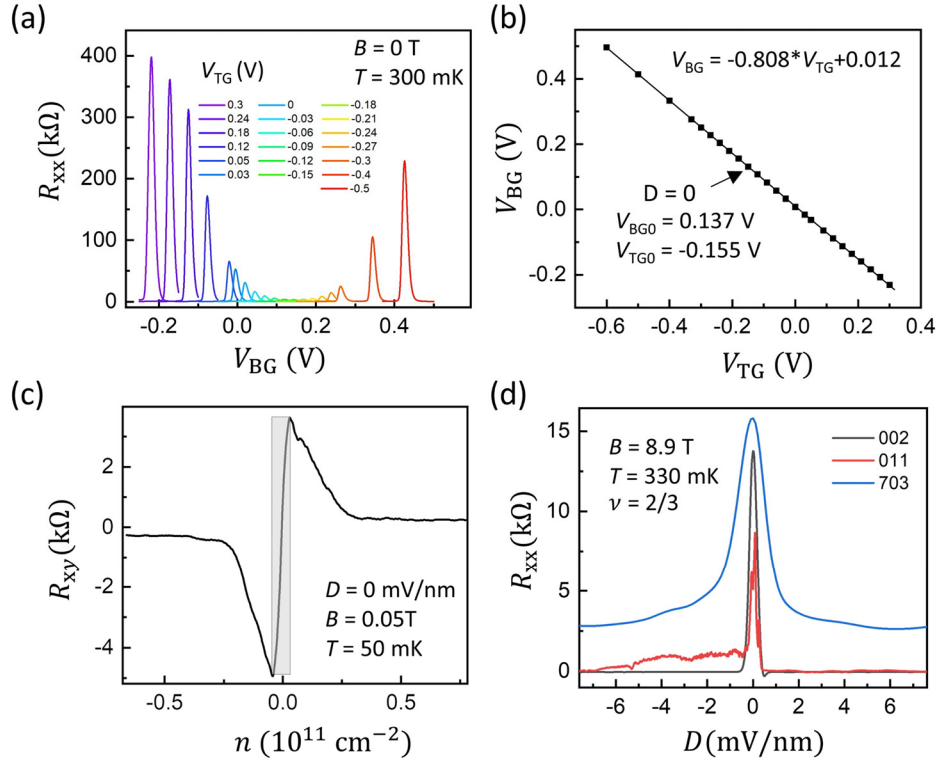 (a)
B = 0 T
T = 300 mK
V_TG (V)
0.3
0.24
0.18
0.12
0.05
0.03
0
-0.03
-0.06
-0.09
-0.12
-0.15
-0.18
-0.21
-0.24
-0.27
-0.3
-0.4
-0.5
400
300
200
100
0
R_xx (kΩ)
-0.2
0.0
0.2
0.4
V_BG (V)
(b)
V_BG = -0.808*V_TG+0.012
D = 0
V_BG0 = 0.137 V
V_TG0 = -0.155 V
0.4
0.2
0.0
-0.2
V_BG (V)
-0.6
-0.4
-0.2
0.0
0.2
0.4
V_TG (V)
(c)
2
0
-2
-4
R_xy (kΩ)
D = 0 mV/nm
B = 0.05T
T = 50 mK
-0.5
0.0
0.5
n (10¹¹ cm⁻²)
(d)
B = 8.9 T
T = 330 mK
ν = 2/3
002
011
703
15
10
5
0
R_xx (kΩ)
-6
-4
-2
0
2
4
6
D(mV/nm)